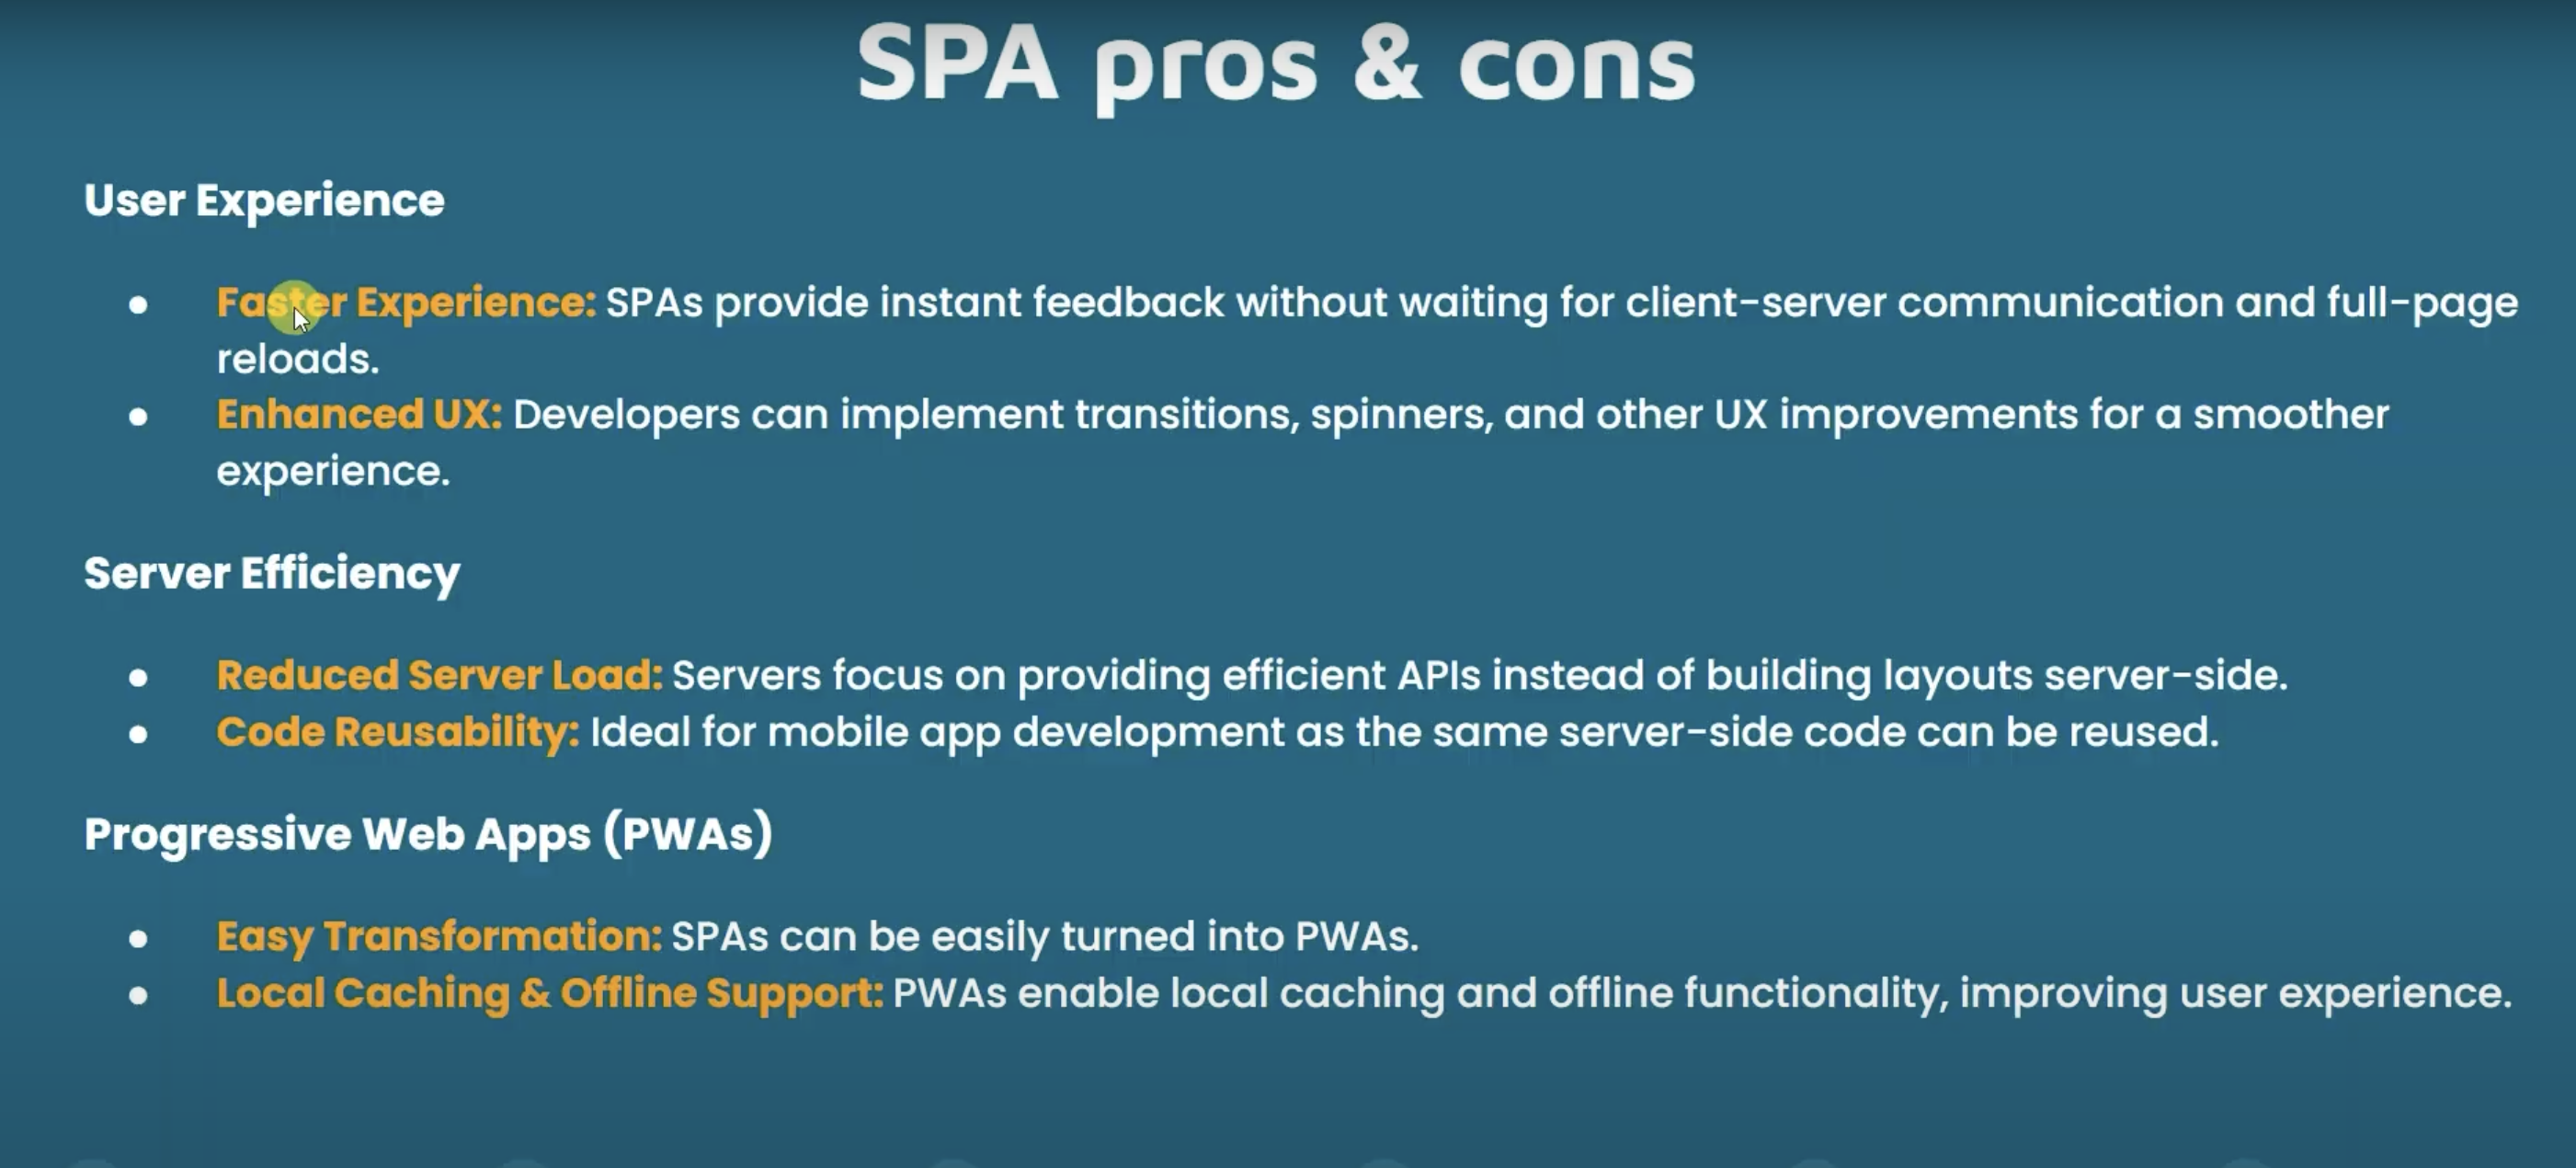 SPA pros & cons
User Experience
● Faster Experience: SPAs provide instant feedback without waiting for client-server communication and full-page
reloads.
● Enhanced UX: Developers can implement transitions, spinners, and other UX improvements for a smoother
experience.
Server Efficiency
● Reduced Server Load: Servers focus on providing efficient APIs instead of building layouts server-side.
● Code Reusability: Ideal for mobile app development as the same server-side code can be reused.
Progressive Web Apps (PWAs)
● Easy Transformation: SPAs can be easily turned into PWAs.
● Local Caching & Offline Support: PWAs enable local caching and offline functionality, improving user experience.